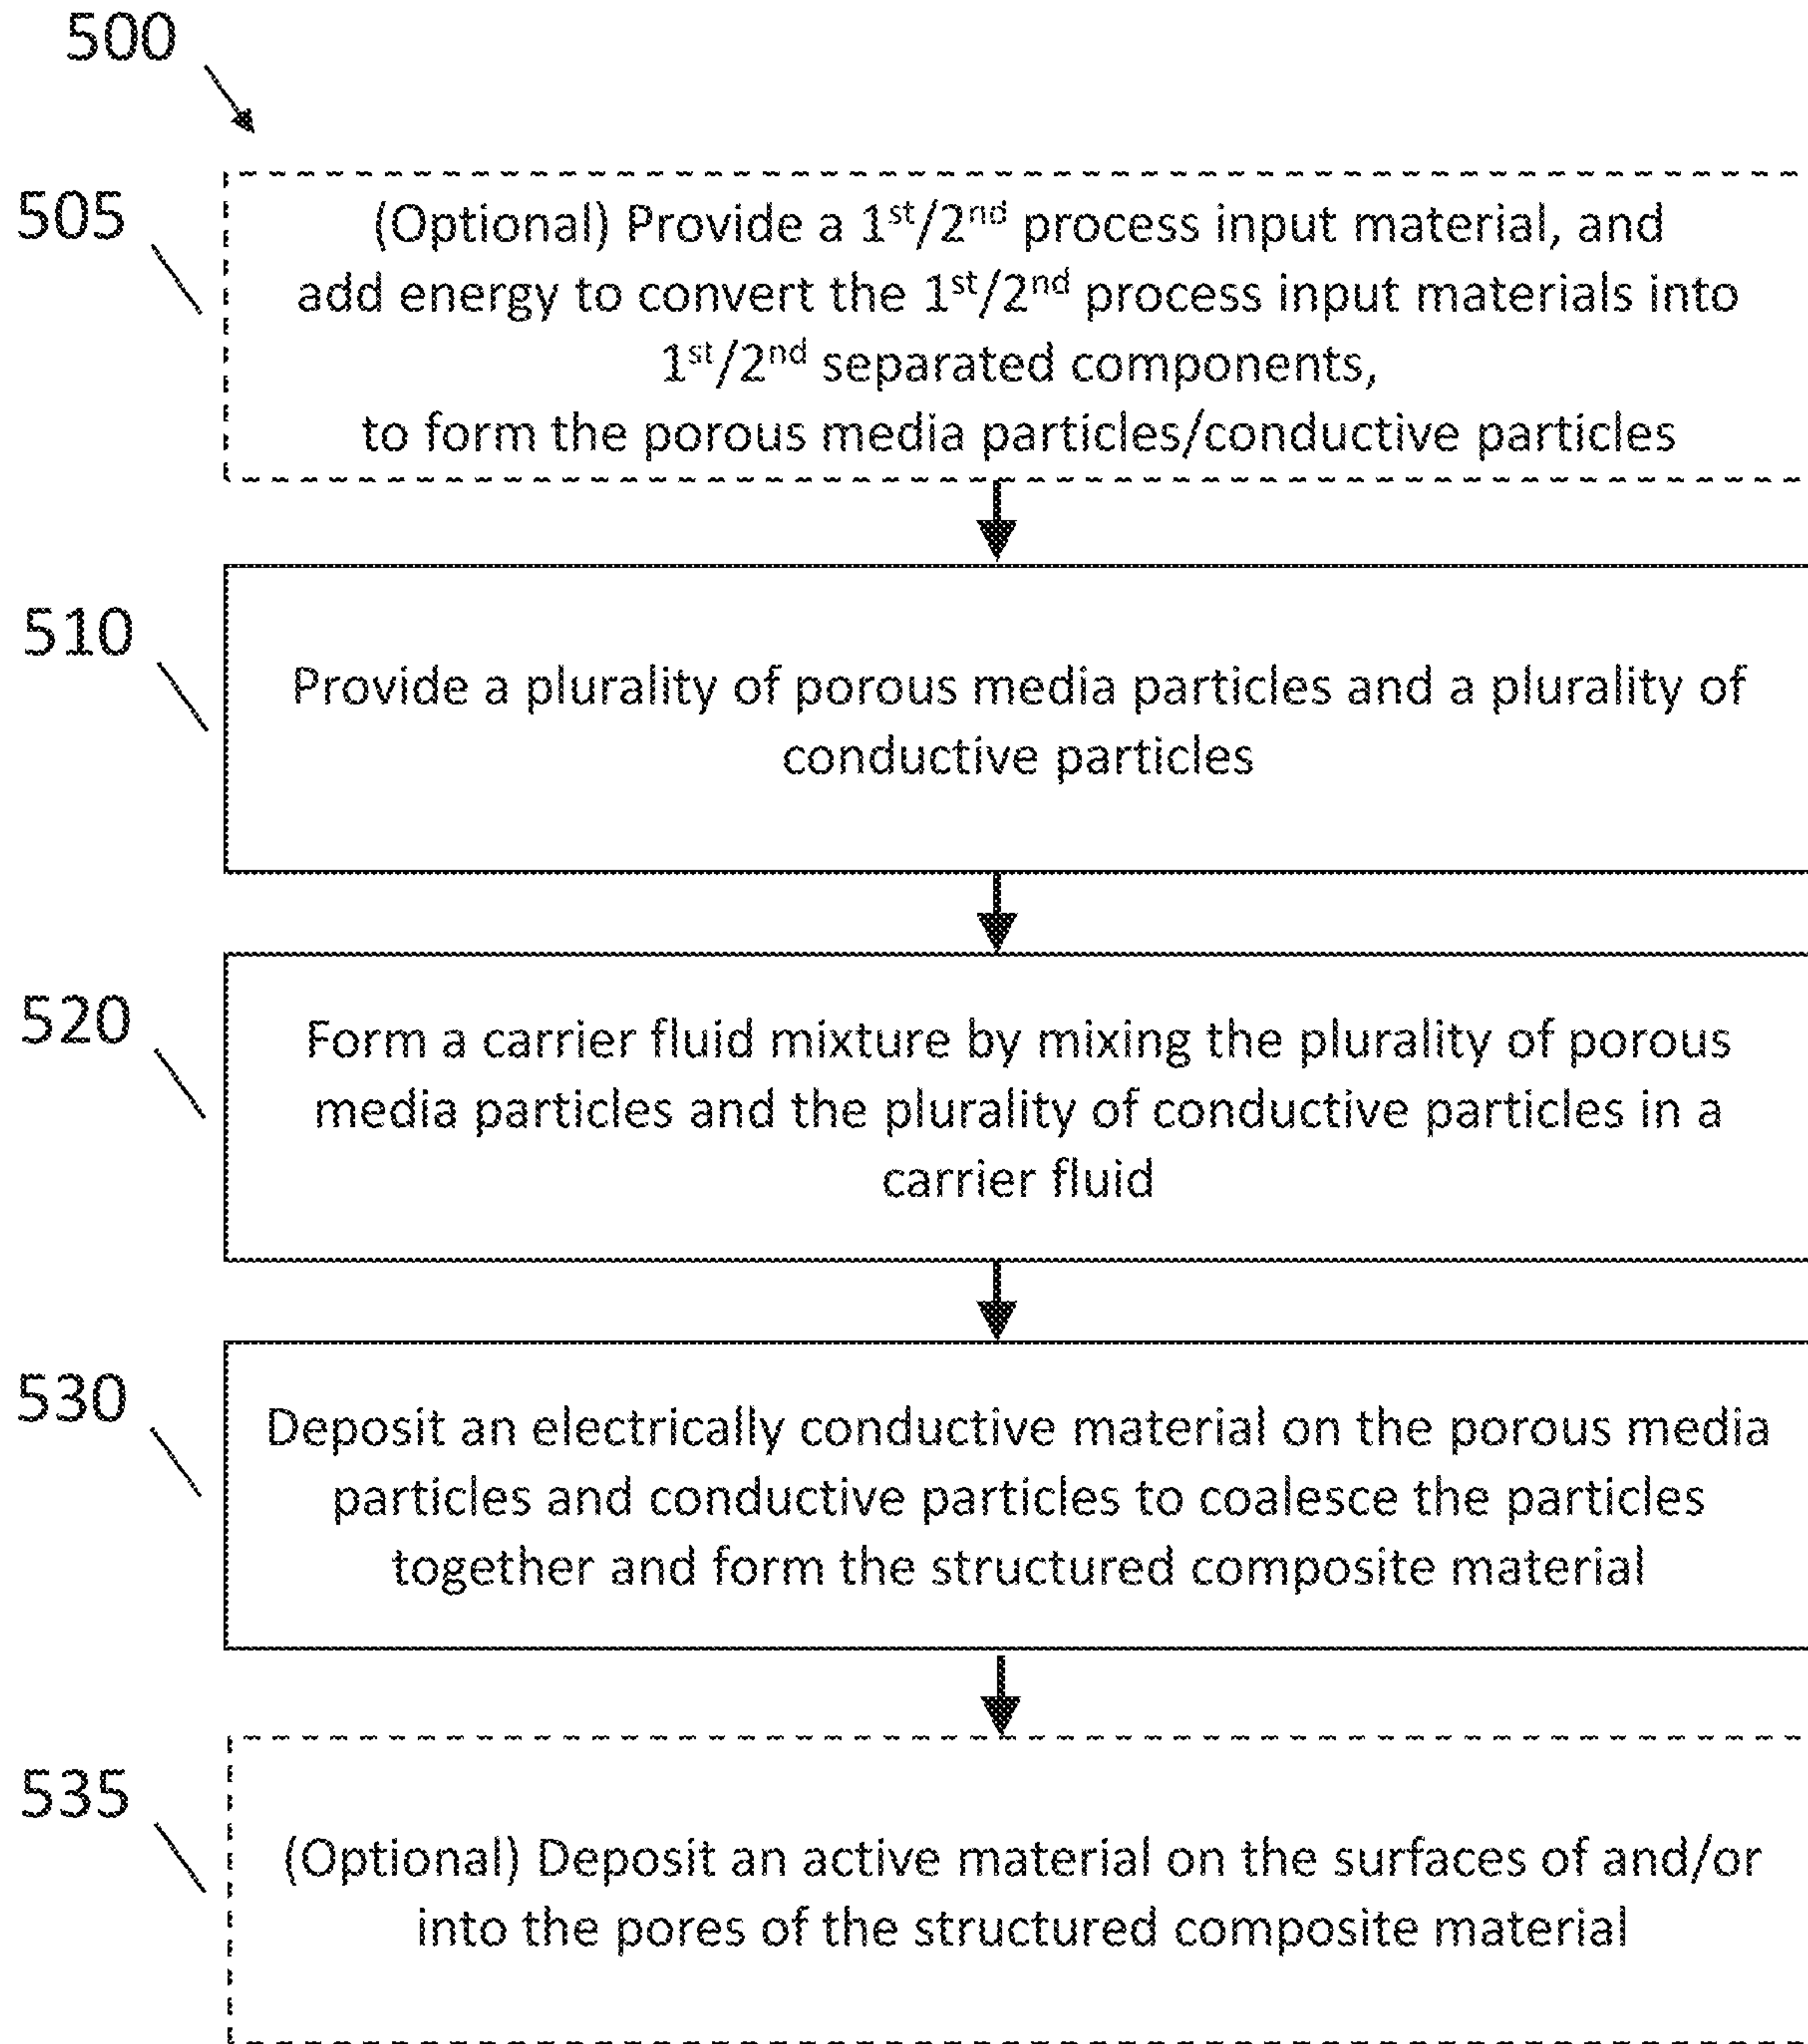 500
505
(Optional) Provide a 1st/2nd process input material, and
add energy to convert the 1st/2nd process input materials into
1st/2nd separated components,
to form the porous media particles/conductive particles
510
Provide a plurality of porous media particles and a plurality of
conductive particles
520
Form a carrier fluid mixture by mixing the plurality of porous
media particles and the plurality of conductive particles in a
carrier fluid
530
Deposit an electrically conductive material on the porous media
particles and conductive particles to coalesce the particles
together and form the structured composite material
535
(Optional) Deposit an active material on the surfaces of and/or
into the pores of the structured composite material